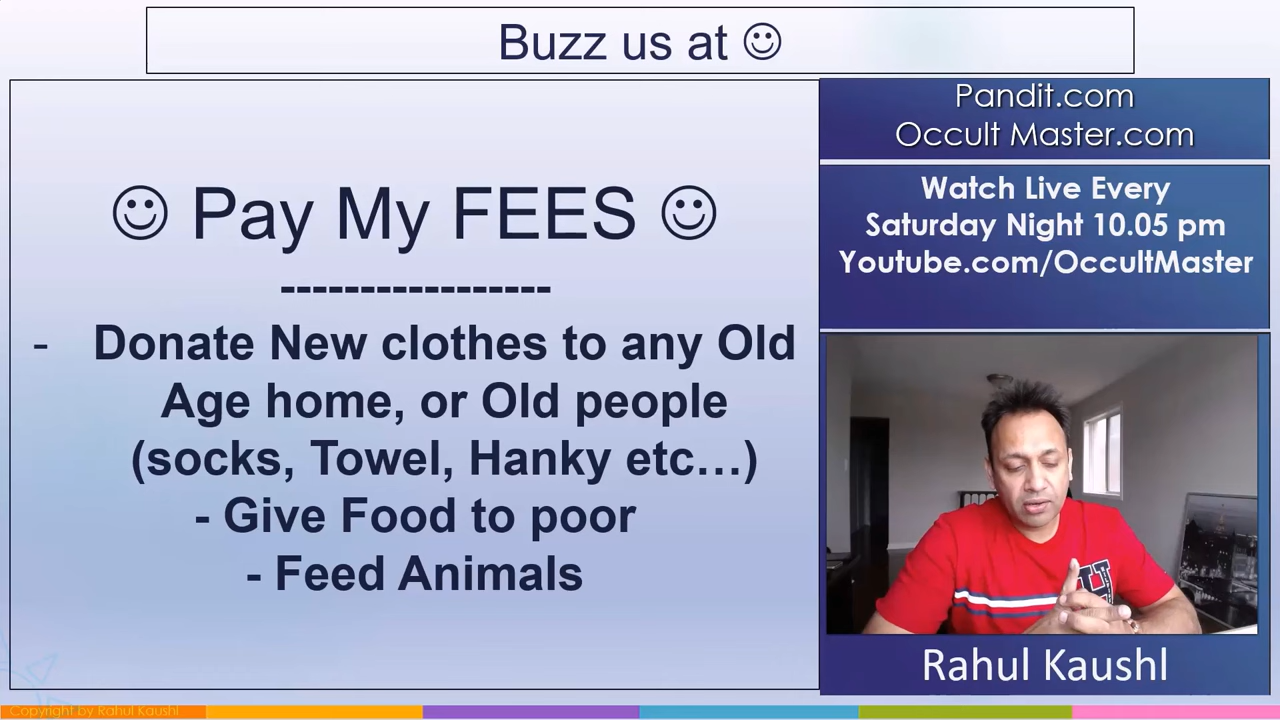 Buzz us at ☺
☺ Pay My FEES ☺
-----------------
- Donate New clothes to any Old
Age home, or Old people
(socks, Towel, Hanky etc...)
- Give Food to poor
- Feed Animals
Pandit.com
Occult Master.com
Watch Live Every
Saturday Night 10.05 pm
Youtube.com/OccultMaster
Rahul Kaushl
Copyright by Rahul Kaushl